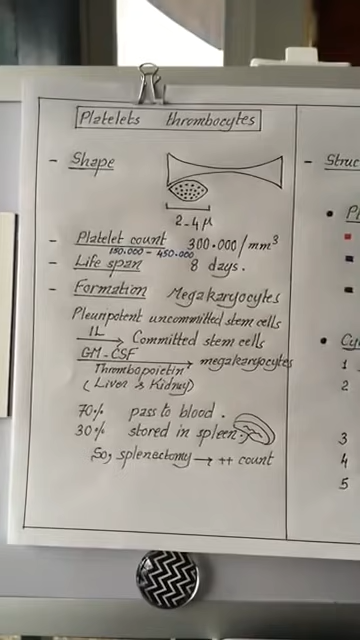 Platelets thrombocytes
- Shape
2-4 μ
- Platelet count 300.000/mm³
150.000 - 450.000
- Life span 8 days.
- Formation Megakaryocytes
Pleuripotent uncommitted stem cells
IL → Committed stem cells
GM-CSF → megakaryocytes
Thrombopoietin
(Liver & Kidney)
70% pass to blood.
30% stored in spleen.
So, splenectomy → ++ count
- Struc
•
•
1
2
3
4
5